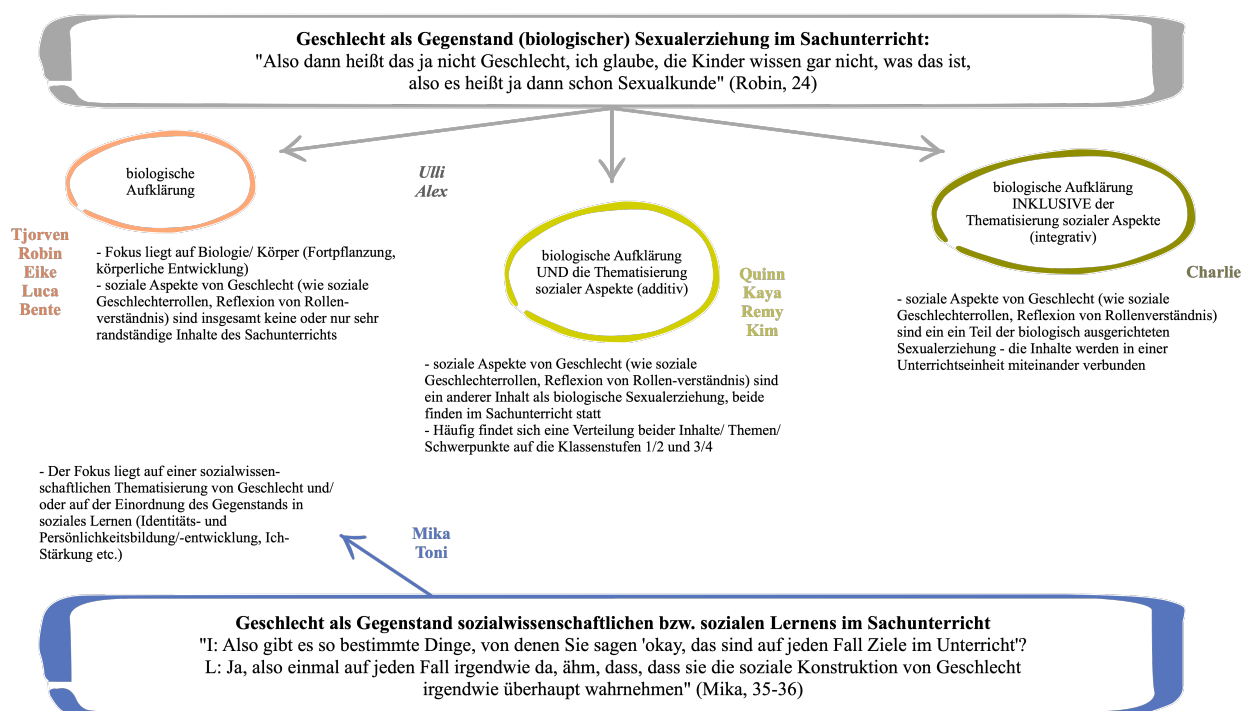 Geschlecht als Gegenstand (biologischer) Sexualerziehung im Sachunterricht:
"Also dann heißt das ja nicht Geschlecht, ich glaube, die Kinder wissen gar nicht, was das ist,
also es heißt ja dann schon Sexualkunde" (Robin, 24)
biologische
Aufklärung
Tjorven
Robin
Eike
Luca
Bente
- Fokus liegt auf Biologie/ Körper (Fortpflanzung,
körperliche Entwicklung)
- soziale Aspekte von Geschlecht (wie soziale
Geschlechterrollen, Reflexion von Rollen-
verständnis) sind insgesamt keine oder nur sehr
randständige Inhalte des Sachunterrichts
Ulli
Alex
biologische Aufklärung
UND die Thematisierung
sozialer Aspekte (additiv)
Quinn
Kaya
Remy
Kim
- soziale Aspekte von Geschlecht (wie soziale
Geschlechterrollen, Reflexion von Rollen-verständnis) sind
ein anderer Inhalt als biologische Sexualerziehung, beide
finden im Sachunterricht statt
- Häufig findet sich eine Verteilung beider Inhalte/ Themen/
Schwerpunkte auf die Klassenstufen 1/2 und 3/4
biologische Aufklärung
INKLUSIVE der
Thematisierung sozialer Aspekte
(integrativ)
Charlie
- soziale Aspekte von Geschlecht (wie soziale
Geschlechterrollen, Reflexion von Rollenverständnis)
sind ein ein Teil der biologisch ausgerichteten
Sexualerziehung - die Inhalte werden in einer
Unterrichtseinheit miteinander verbunden
- Der Fokus liegt auf einer sozialwissen-
schaftlichen Thematisierung von Geschlecht und/
oder auf der Einordnung des Gegenstands in
soziales Lernen (Identitäts- und
Persönlichkeitsbildung/-entwicklung, Ich-
Stärkung etc.)
Mika
Toni
Geschlecht als Gegenstand sozialwissenschaftlichen bzw. sozialen Lernens im Sachunterricht
"I: Also gibt es so bestimmte Dinge, von denen Sie sagen 'okay, das sind auf jeden Fall Ziele im Unterricht'?
L: Ja, also einmal auf jeden Fall irgendwie da, ähm, dass, dass sie die soziale Konstruktion von Geschlecht
irgendwie überhaupt wahrnehmen" (Mika, 35-36)